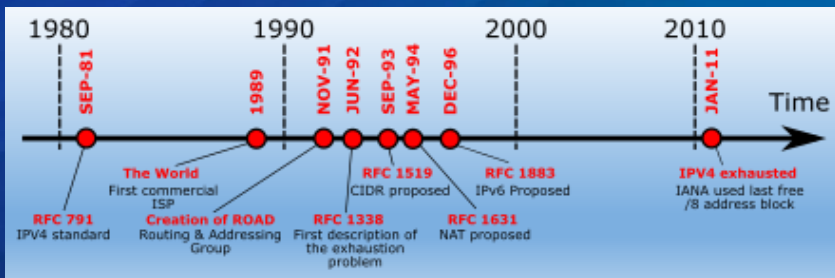 1980
1990
2000
2010
SEP-81
1989
NOV-91
JUN-92
SEP-93
MAY-94
DEC-96
JAN-11
Time
The World
First commercial
ISP
RFC 1519
CIDR proposed
RFC 1883
IPv6 Proposed
IPV4 exhausted
IANA used last free
/8 address block
RFC 791
IPV4 standard
Creation of ROAD
Routing & Addressing
Group
RFC 1338
First description of
the exhaustion
problem
RFC 1631
NAT proposed